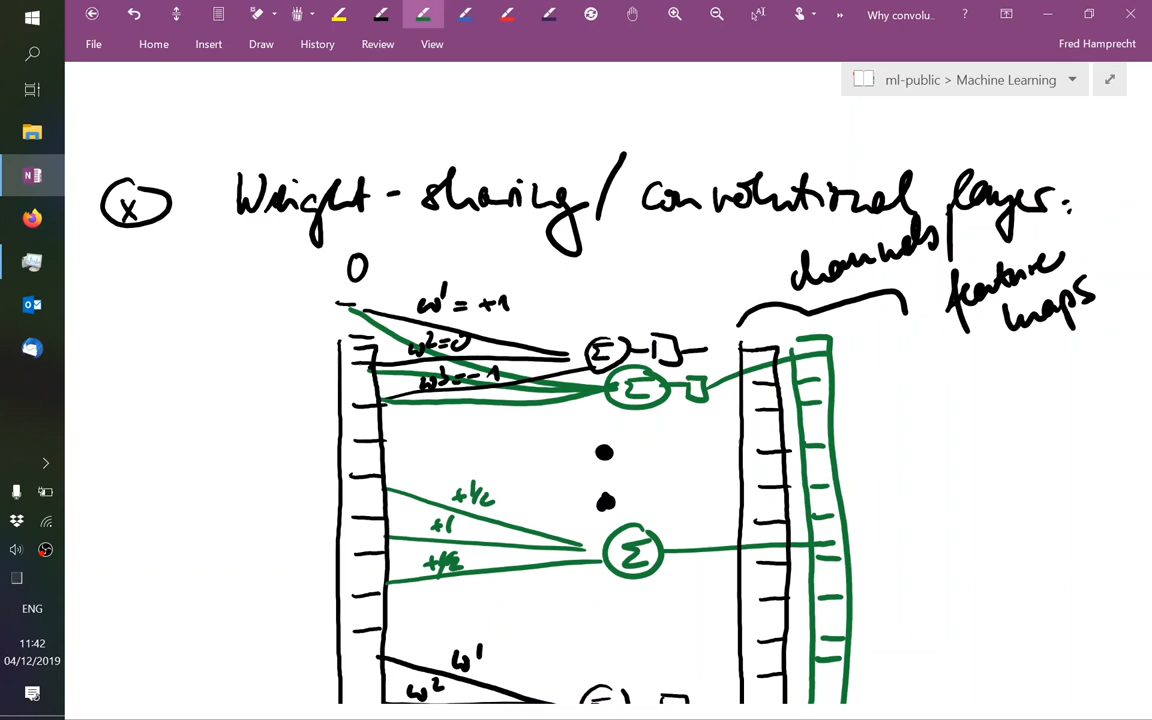 Why convolu..
?
Fred Hamprecht
File Home Insert Draw History Review View
ml-public > Machine Learning
x Weight-sharing / convolutional layer:
channels / feature maps
0
w¹ = +1
w² = 0
w³ = -1
Σ
Σ
+1/2
+1
+1/2
Σ
w¹
w²
Σ
ENG
11:42
04/12/2019